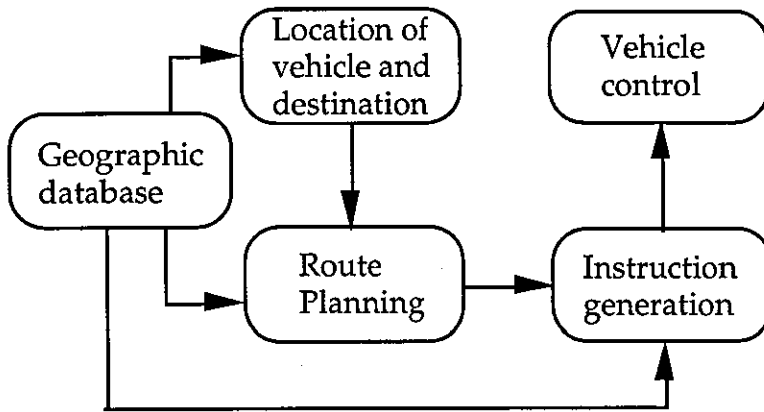 Location of
vehicle and
destination
Vehicle
control
Geographic
database
Route
Planning
Instruction
generation